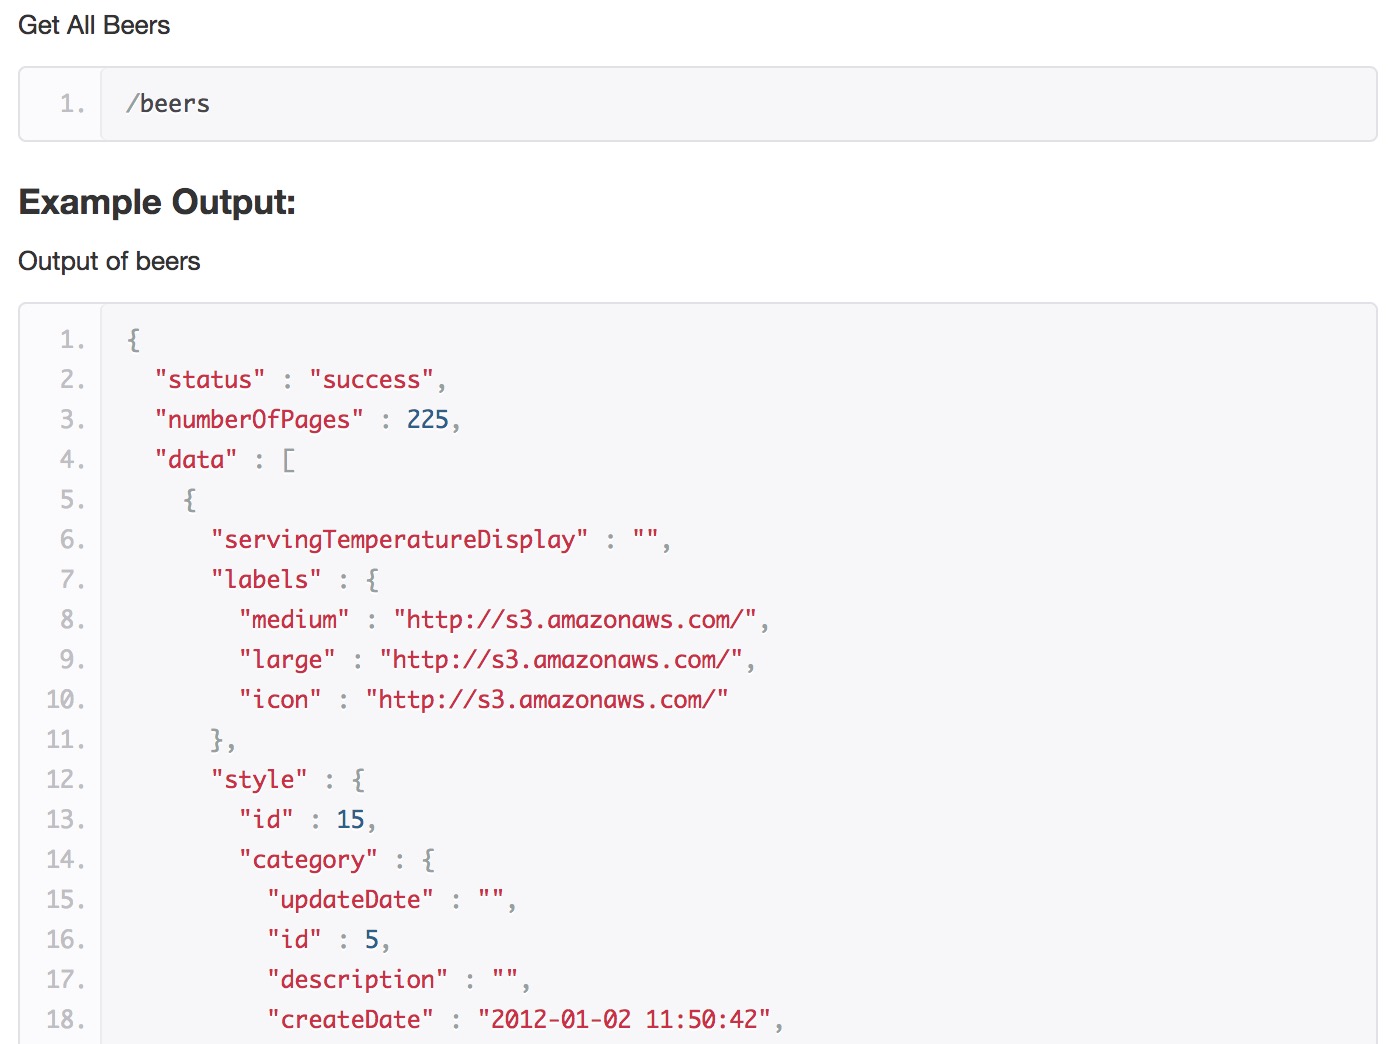 Get All Beers
1. /beers
Example Output:
Output of beers
1. {
2. "status" : "success",
3. "numberOfPages" : 225,
4. "data" : [
5. {
6. "servingTemperatureDisplay" : "",
7. "labels" : {
8. "medium" : "http://s3.amazonaws.com/",
9. "large" : "http://s3.amazonaws.com/",
10. "icon" : "http://s3.amazonaws.com/"
11. },
12. "style" : {
13. "id" : 15,
14. "category" : {
15. "updateDate" : "",
16. "id" : 5,
17. "description" : "",
18. "createDate" : "2012-01-02 11:50:42",